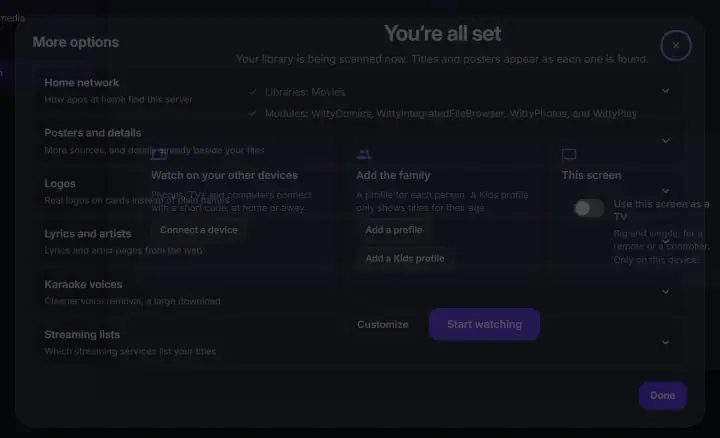 media
You're all set
More options
Your library is being scanned now. Titles and posters appear as each one is found.
Home network
How apps at home find this server
Libraries: Movies
Modules: WittyComics, WittyIntegratedFileBrowser, WittyPhotos, and WittyPlay
Posters and details
More sources, and details already beside your titles
Watch on your other devices
Phones, TVs and computers connect
with a short code, at home or away.
Connect a device
Add the family
A profile for each person. A Kids profile
only shows titles for their age.
Add a profile
Add a Kids profile
This screen
Use this screen as a
TV
Big and simple, for a
remote or a controller.
Only on this device.
Logos
Real logos on cards instead of plain names
Lyrics and artists
Lyrics and artist pages from the web
Karaoke voices
Cleaner voice removal, a large download
Streaming lists
Which streaming services list your titles
Customize
Start watching
Done